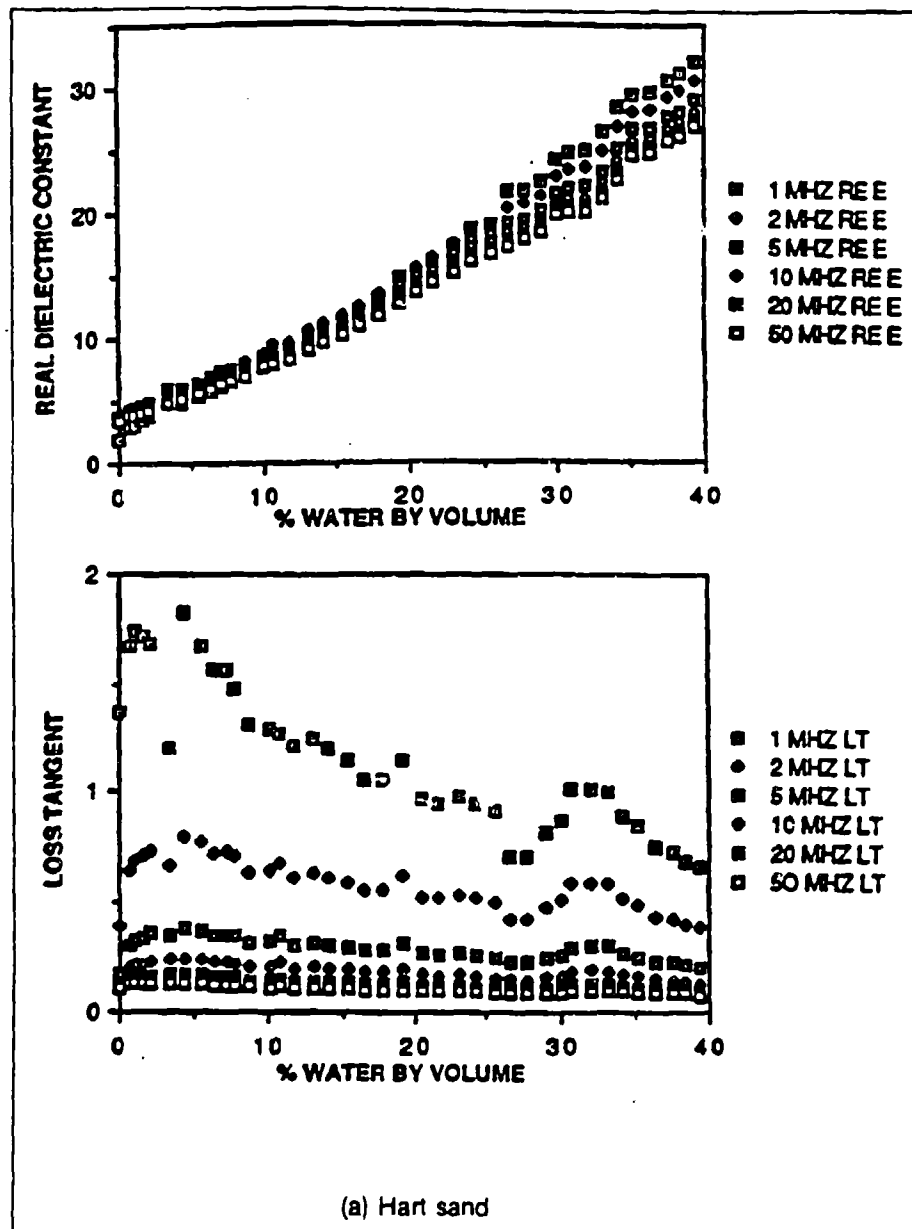 REAL DIELECTRIC CONSTANT
30
20
10
0
0
10
20
30
40
% WATER BY VOLUME
1 MHZ RE E
2 MHZ RE E
5 MHZ RE E
10 MHZ RE E
20 MHZ RE E
50 MHZ RE E
LOSS TANGENT
2
1
0
0
10
20
30
40
% WATER BY VOLUME
1 MHZ LT
2 MHZ LT
5 MHZ LT
10 MHZ LT
20 MHZ LT
50 MHZ LT
(a) Hart sand